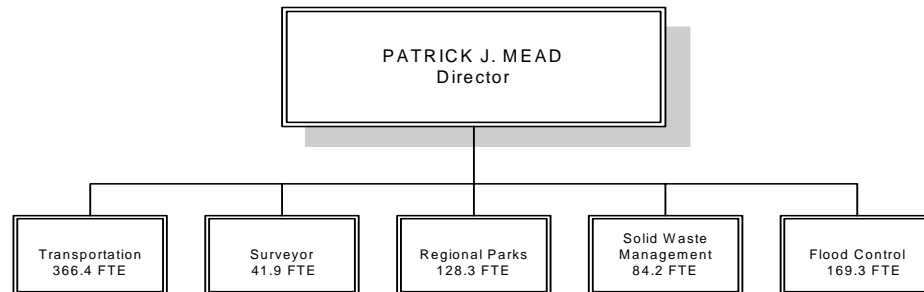 PATRICK J. MEAD
Director
Transportation
366.4 FTE
Surveyor
41.9 FTE
Regional Parks
128.3 FTE
Solid Waste
Management
84.2 FTE
Flood Control
169.3 FTE